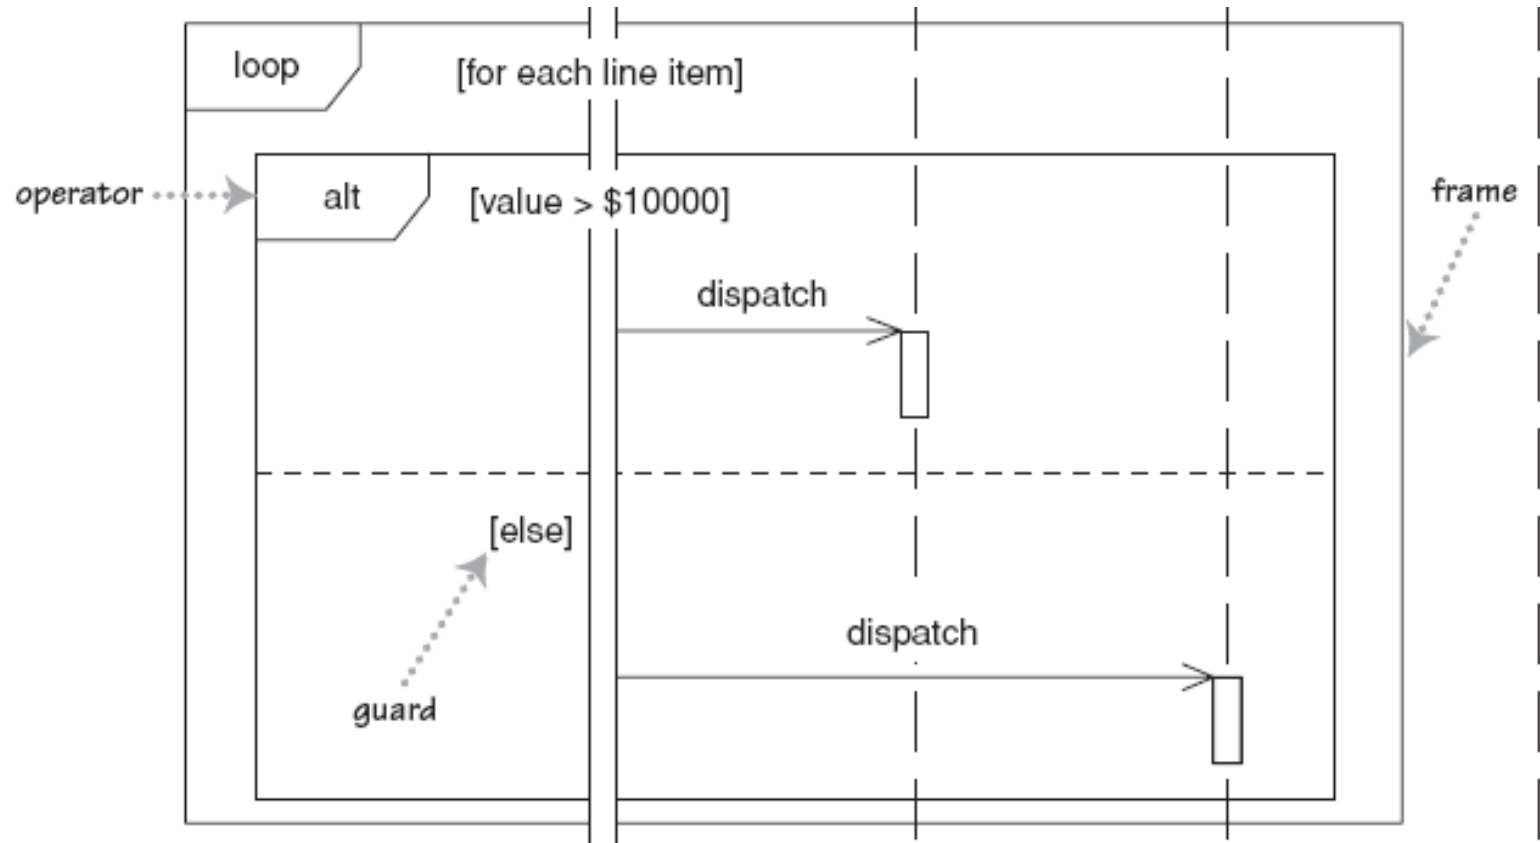 loop
[for each line item]
operator
alt
[value > $10000]
frame
dispatch
[else]
dispatch
guard